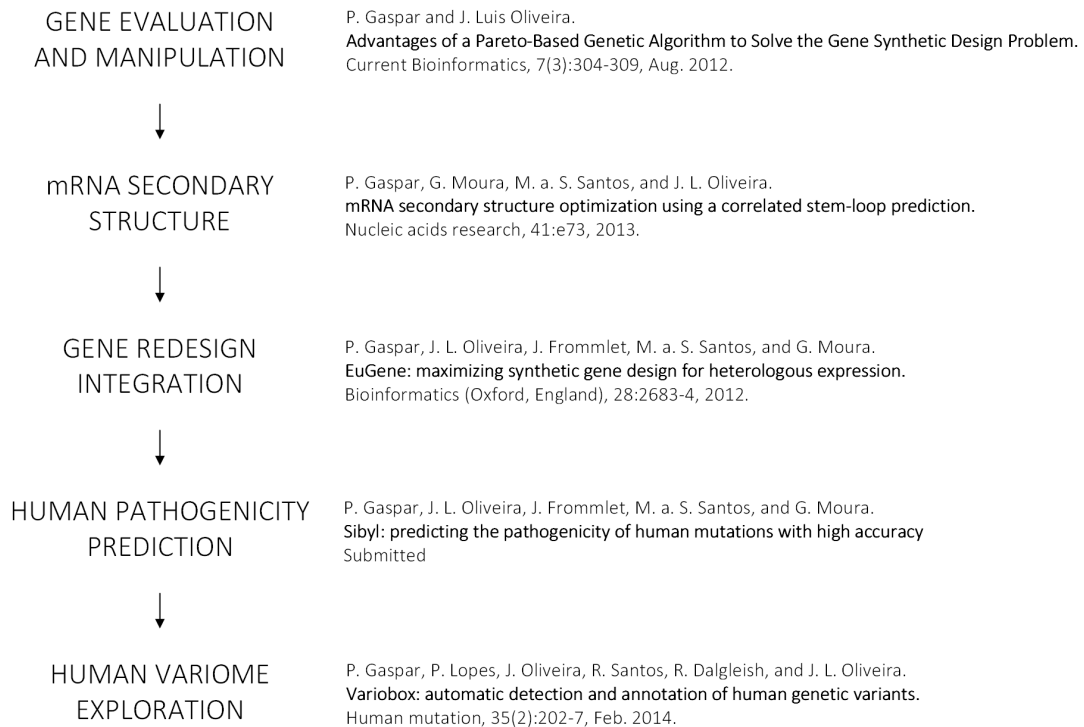 GENE EVALUATION
AND MANIPULATION
P. Gaspar and J. Luis Oliveira.
Advantages of a Pareto-Based Genetic Algorithm to Solve the Gene Synthetic Design Problem.
Current Bioinformatics, 7(3):304-309, Aug. 2012.
mRNA SECONDARY
STRUCTURE
P. Gaspar, G. Moura, M. a. S. Santos, and J. L. Oliveira.
mRNA secondary structure optimization using a correlated stem-loop prediction.
Nucleic acids research, 41:e73, 2013.
GENE REDESIGN
INTEGRATION
P. Gaspar, J. L. Oliveira, J. Frommlet, M. a. S. Santos, and G. Moura.
EuGene: maximizing synthetic gene design for heterologous expression.
Bioinformatics (Oxford, England), 28:2683-4, 2012.
HUMAN PATHOGENICITY
PREDICTION
P. Gaspar, J. L. Oliveira, J. Frommlet, M. a. S. Santos, and G. Moura.
Sibyl: predicting the pathogenicity of human mutations with high accuracy
Submitted
HUMAN VARIOME
EXPLORATION
P. Gaspar, P. Lopes, J. Oliveira, R. Santos, R. Dalgleish, and J. L. Oliveira.
Variobox: automatic detection and annotation of human genetic variants.
Human mutation, 35(2):202-7, Feb. 2014.